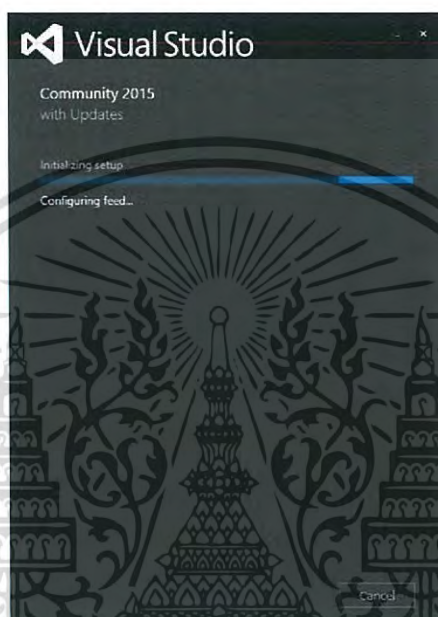 Visual Studio
Community 2015
with Updates
Initializing setup
Configuring feed...
Cancel